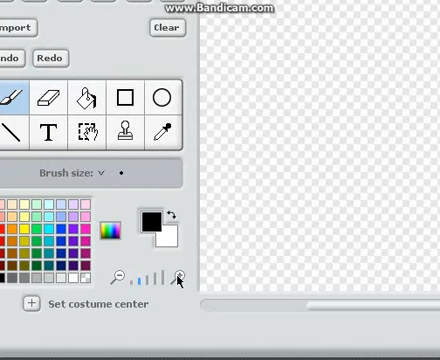 www.Bandicam.com
mport
Clear
ndo
Redo
T
Brush size:
Set costume center